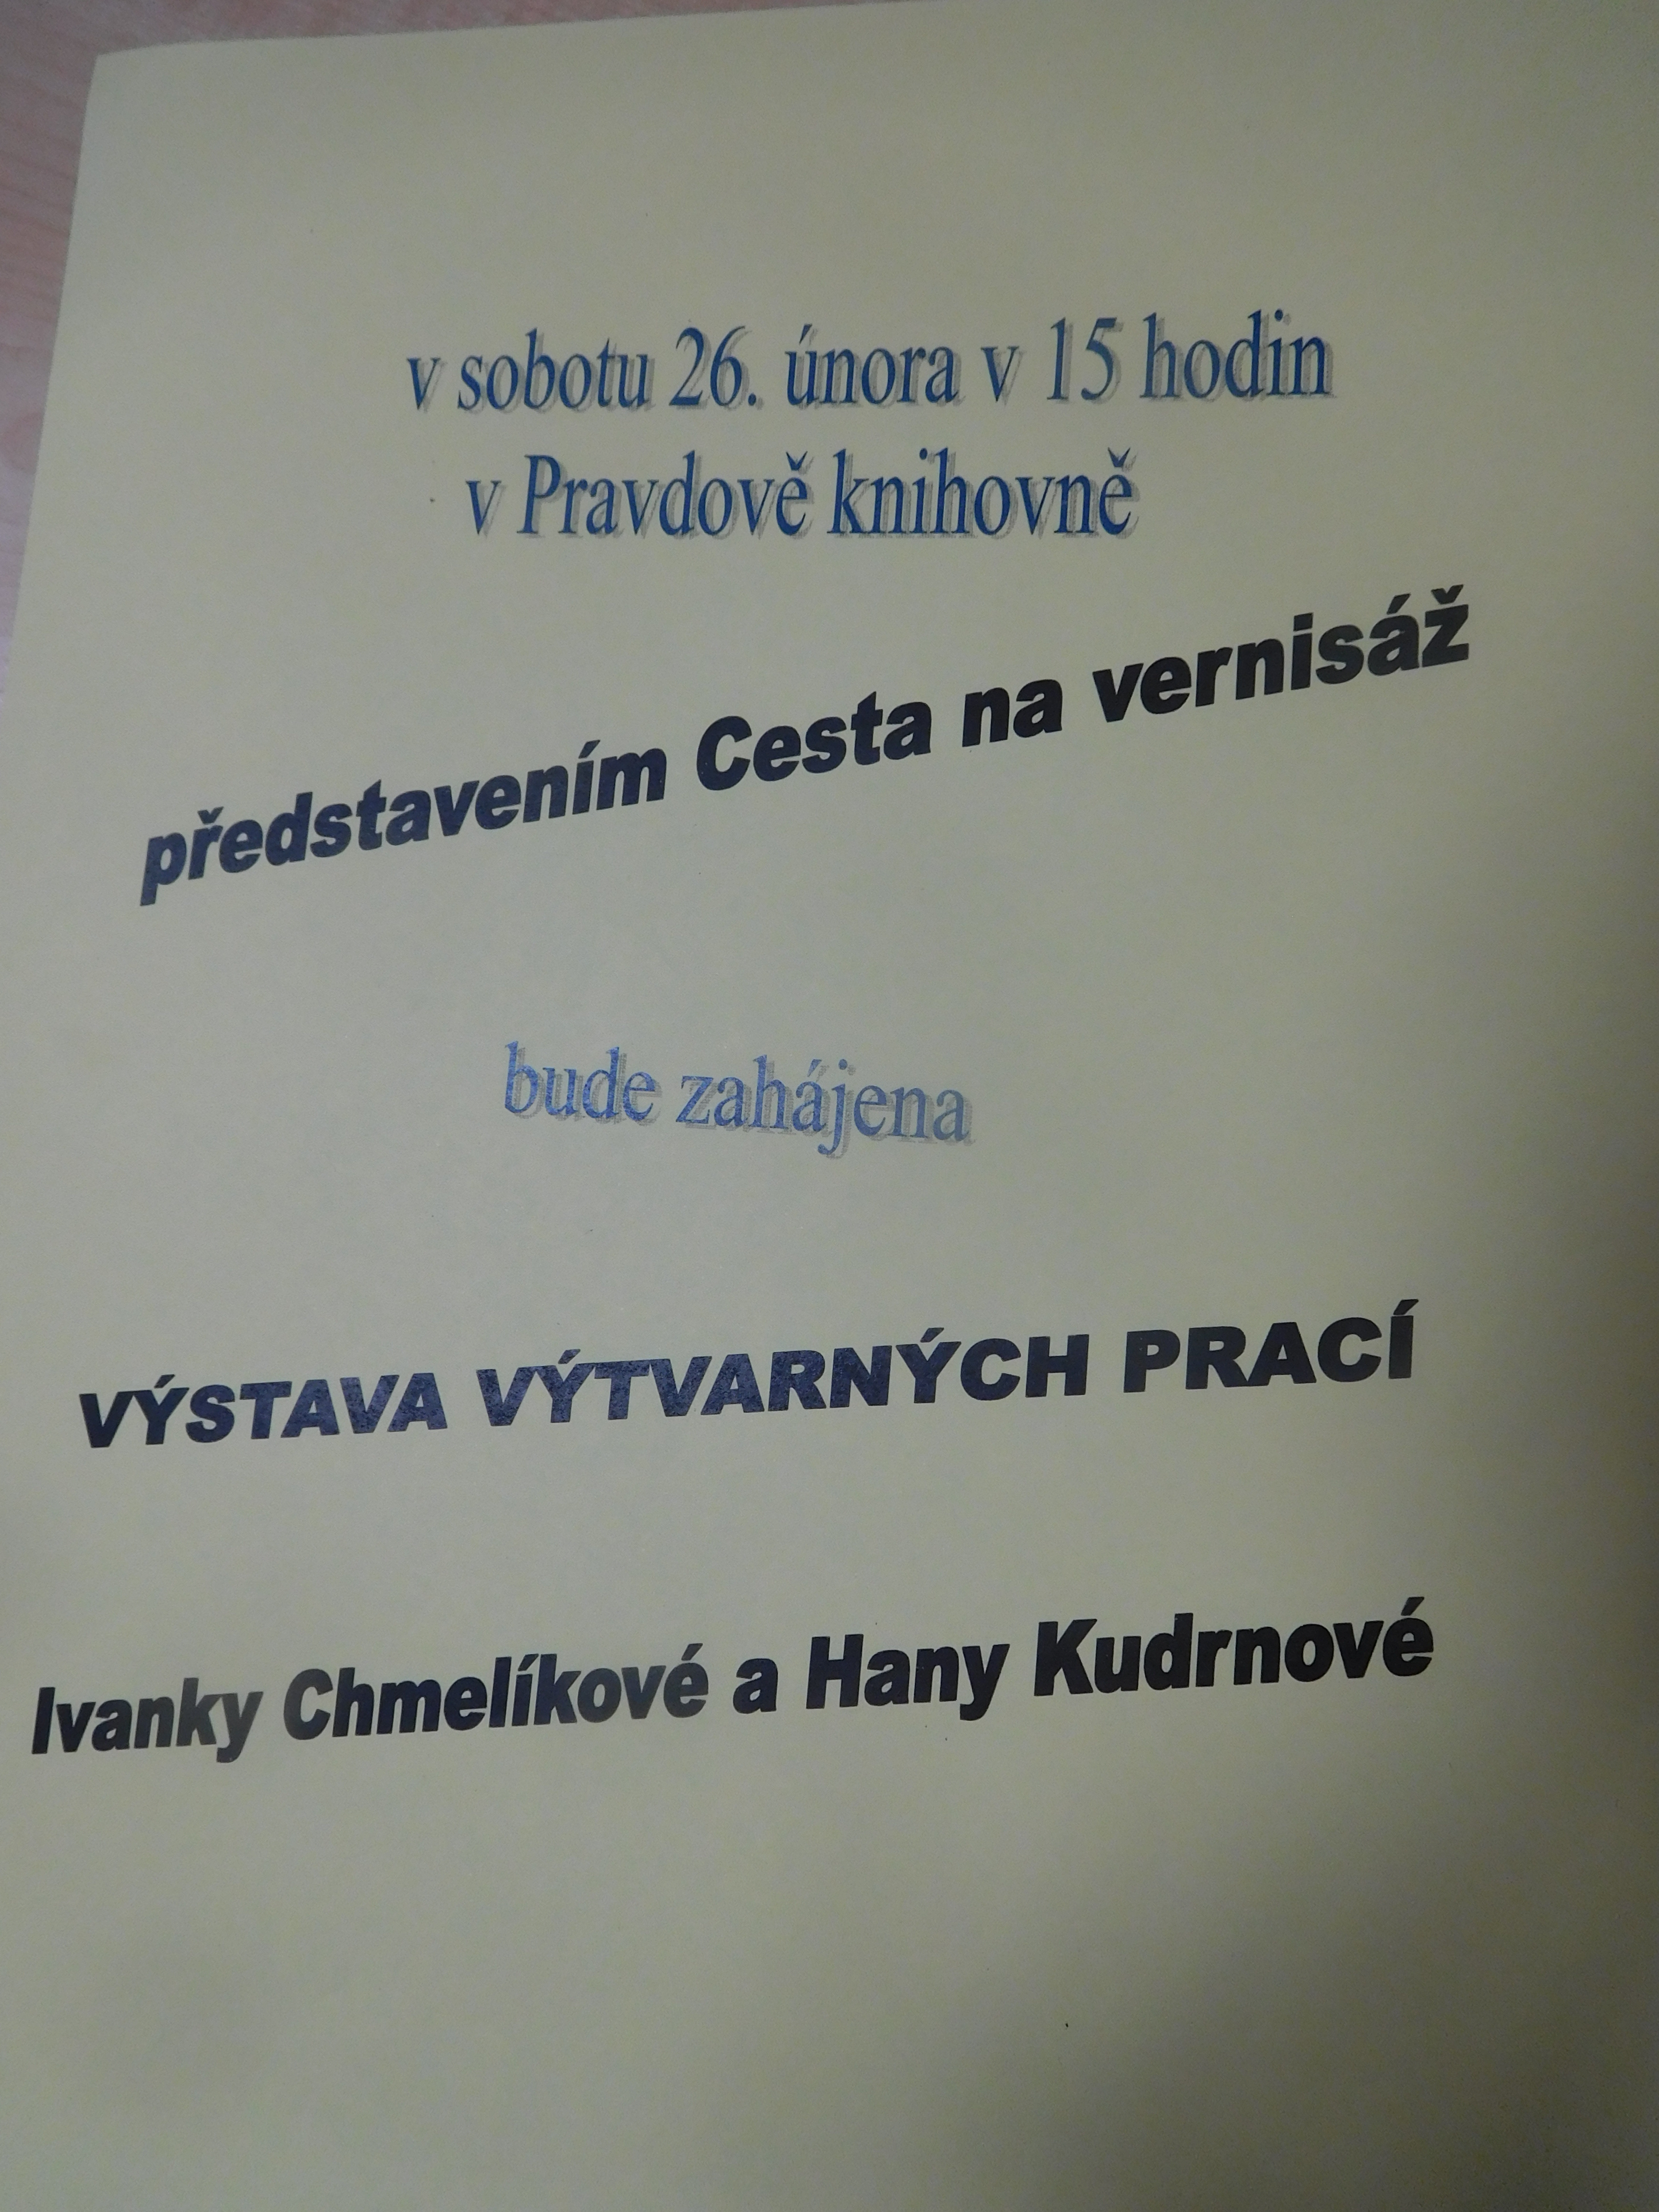 v sobotu 26. února v 15 hodin
v Pravdově knihovně
představením Cesta na vernisáž
bude zahájena
VÝSTAVA VÝTVARNÝCH PRACÍ
Ivanky Chmelíkové a Hany Kudrnové